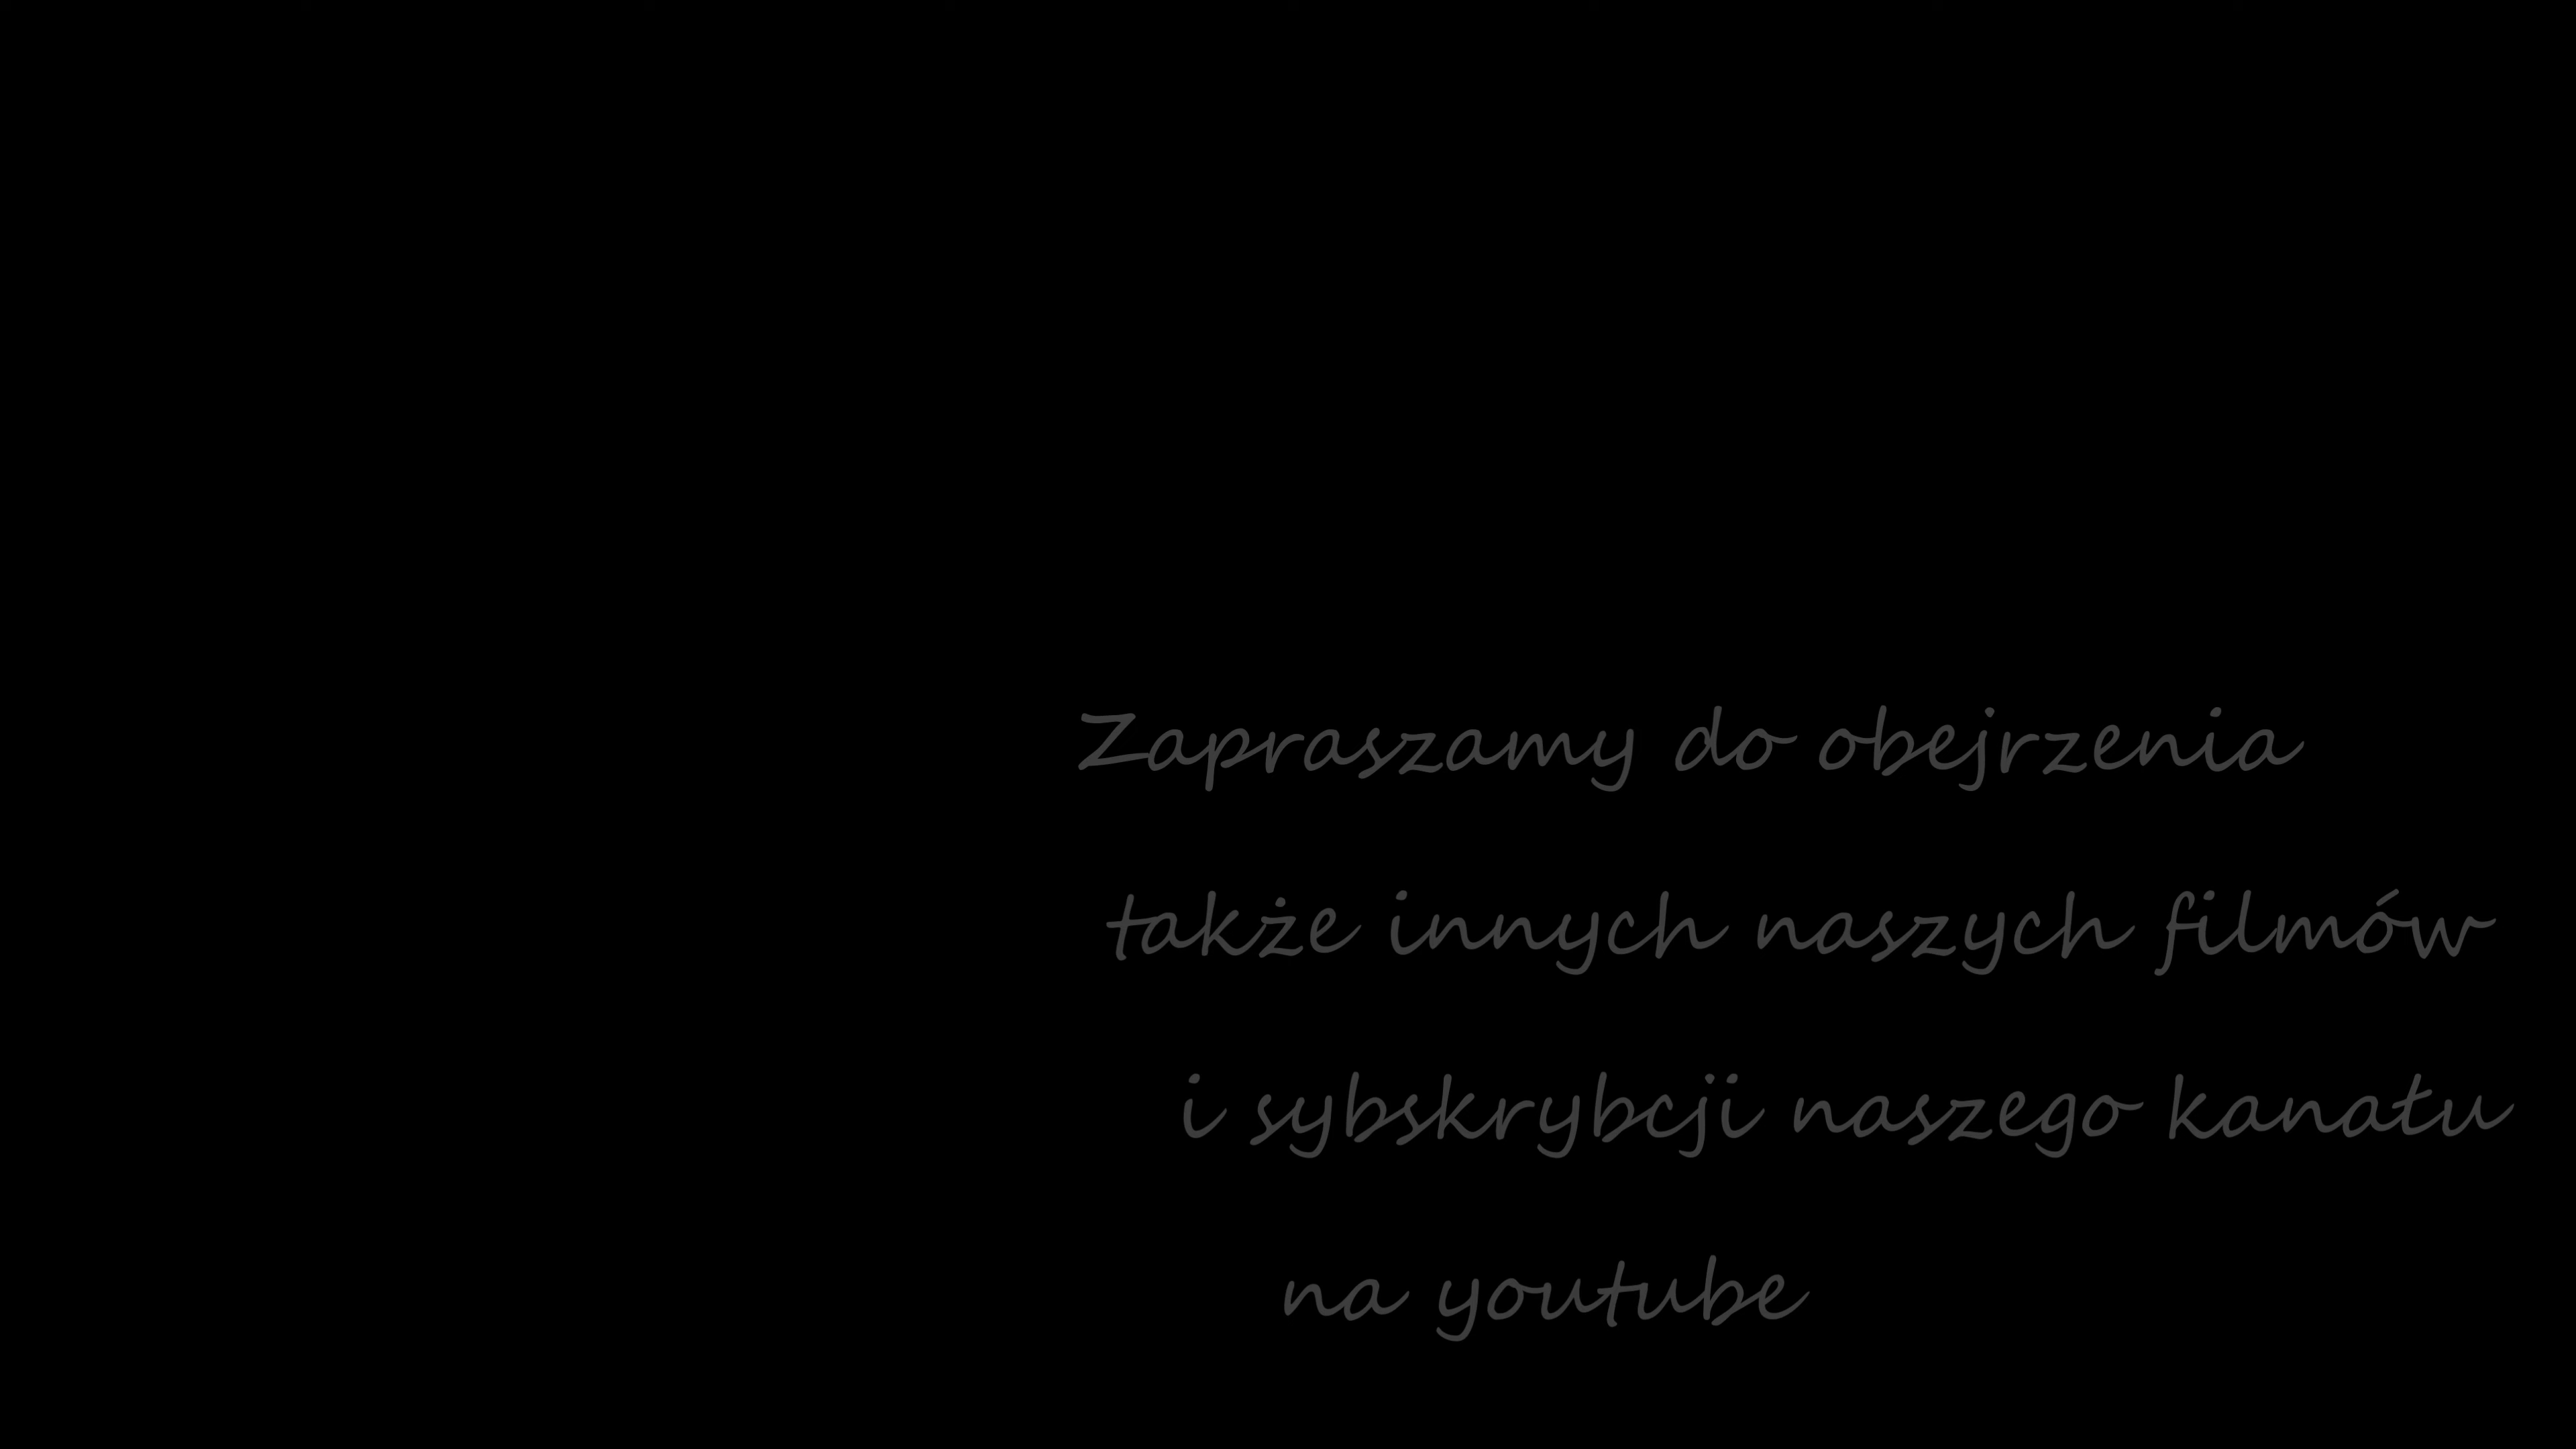 Zapraszamy do obejrzenia
także innych naszych filmów
i sybskrybcji naszego kanału
na youtube